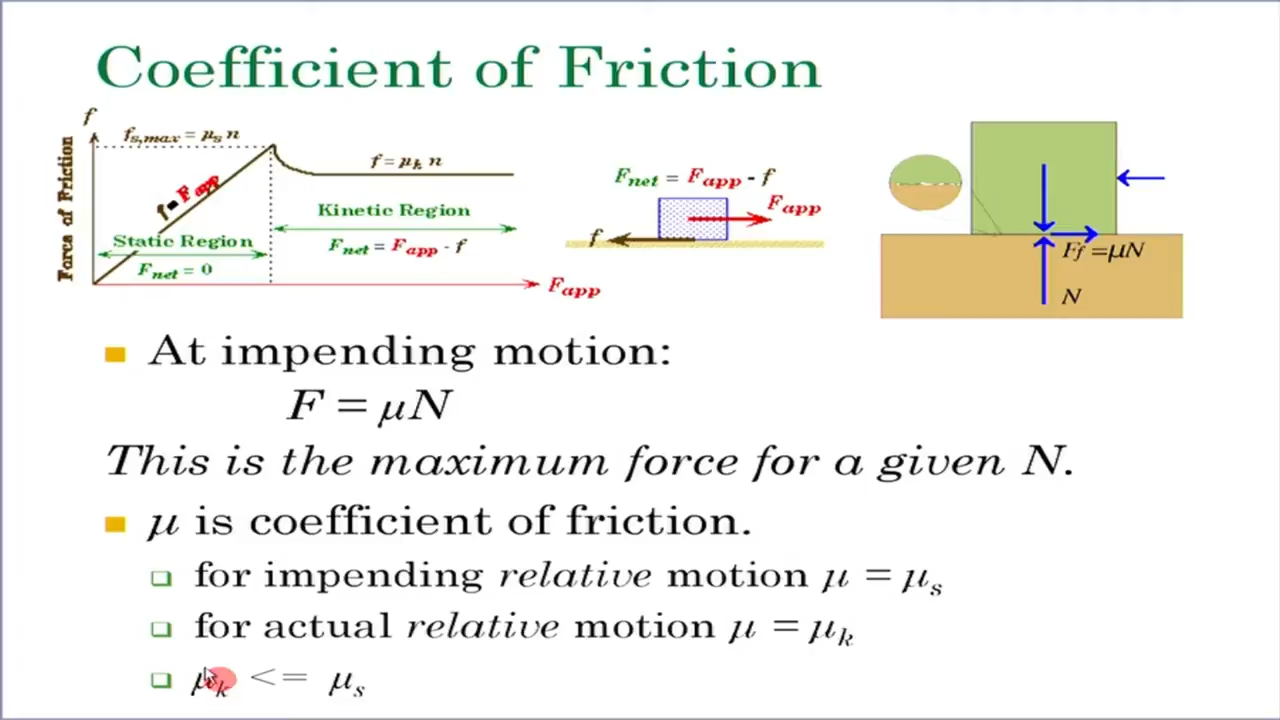 Coefficient of Friction
f
Force of Friction
fs,max = μs n
f = Fapp
f = μk n
Static Region
Fnet = 0
Kinetic Region
Fnet = Fapp - f
Fapp
Fnet = Fapp - f
Fapp
f
Ff =μN
N
At impending motion:
F = μN
This is the maximum force for a given N.
μ is coefficient of friction.
for impending relative motion μ = μs
for actual relative motion μ = μk
μk <= μs